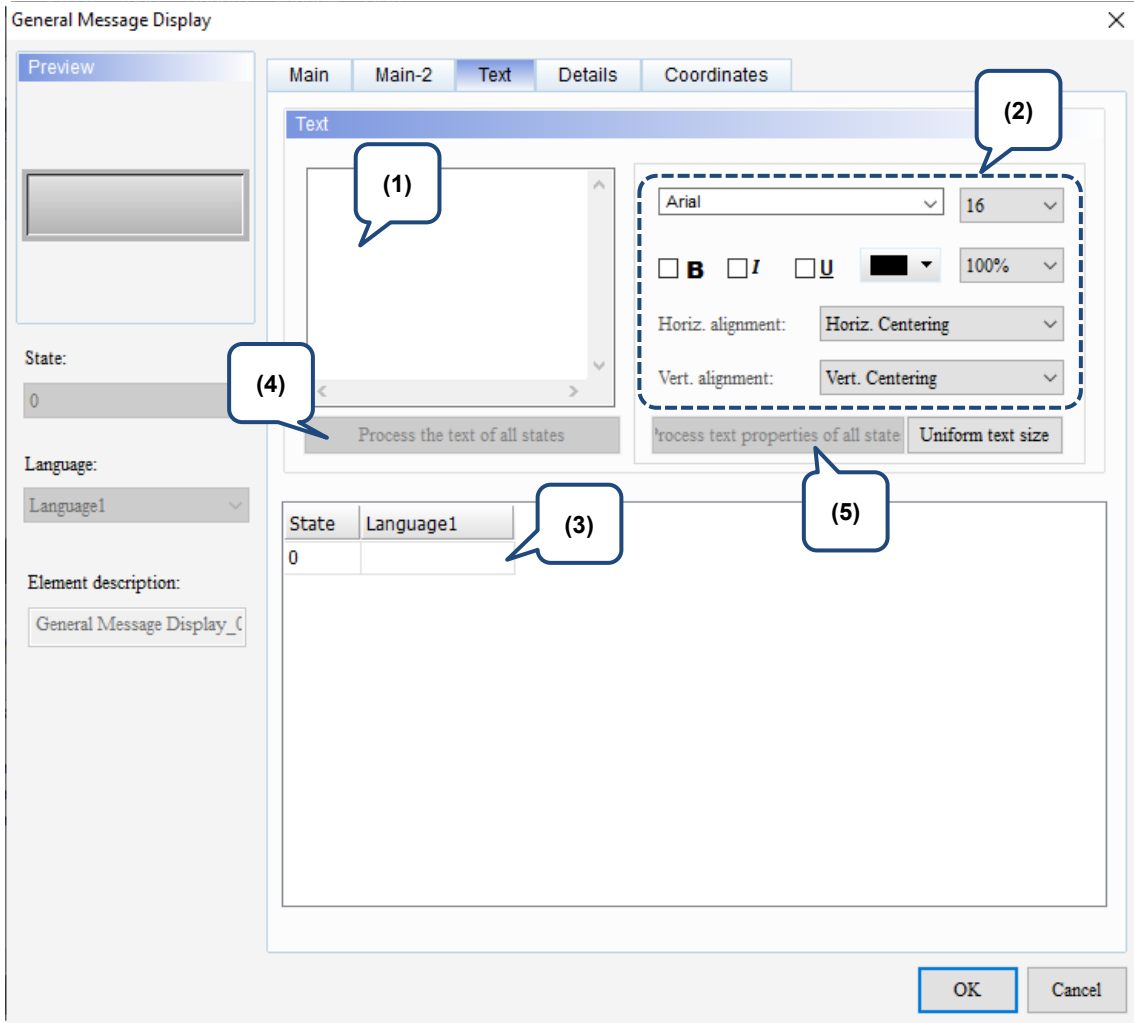 General Message Display
Preview
Main Main-2 Text Details Coordinates
(2)
Text
(1)
Arial 16
B I U 100%
Horiz. alignment: Horiz. Centering
State:
Vert. alignment: Vert. Centering
(4)
0
Process the text of all states
rocess text properties of all state Uniform text size
Language:
Language1
(5)
State Language1
(3)
0
Element description:
General Message Display_
OK Cancel